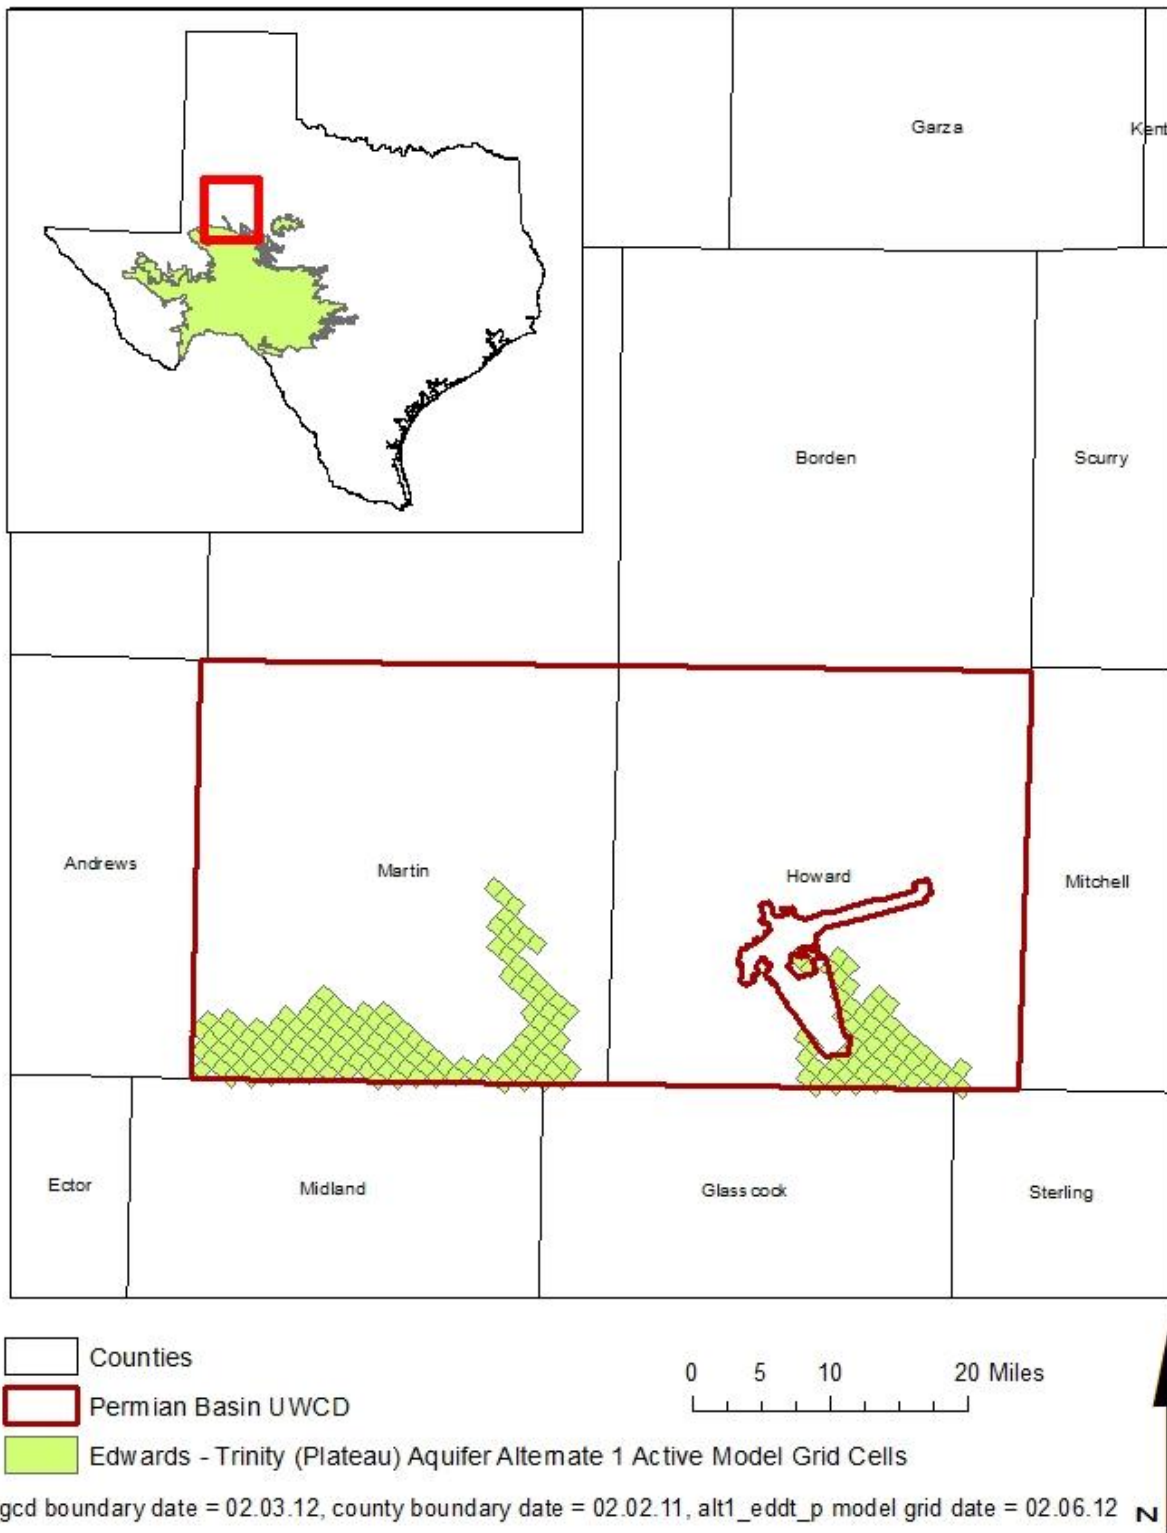 Garza
Kent
Borden
Scurry
Andrews
Martin
Howard
Mitchell
Ector
Midland
Glasscock
Sterling
Counties
0 5 10 20 Miles
Permian Basin UWCD
Edwards - Trinity (Plateau) Aquifer Alternate 1 Active Model Grid Cells
gcd boundary date = 02.03.12, county boundary date = 02.02.11, alt1_eddt_p model grid date = 02.06.12
N